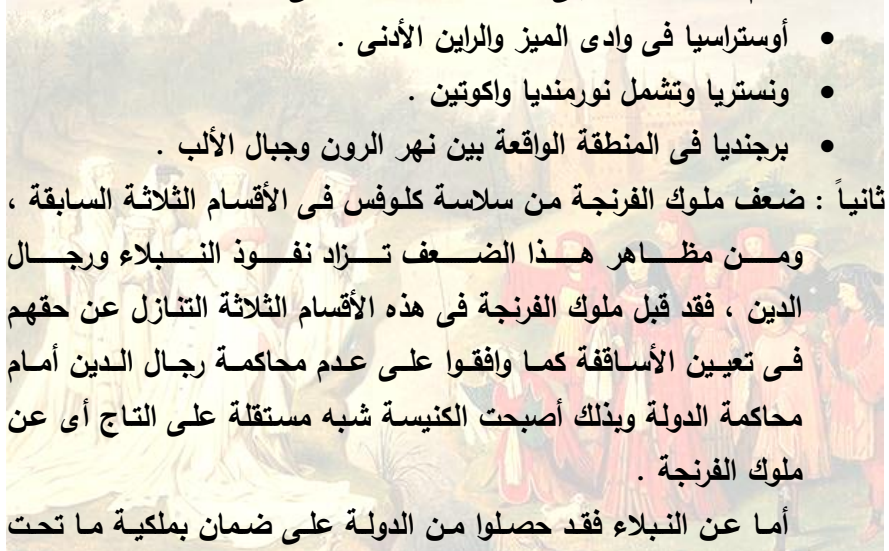 • أوستراسيا فى وادى الميز والراين الأدنى .
• ونستريا وتشمل نورمنديا واكوتين .
• برجنديا فى المنطقة الواقعة بين نهر الرون وجبال الألب .
ثانياً : ضعف ملوك الفرنجة من سلاسة كلوفس فى الأقسام الثلاثة السابقة ،
ومن مظاهر هذا الضعف تزاد نفوذ النبلاء ورجال
الدين ، فقد قبل ملوك الفرنجة فى هذه الأقسام الثلاثة التنازل عن حقهم
فى تعيين الأساقفة كما وافقوا على عدم محاكمة رجال الدين أمام
محاكمة الدولة وبذلك أصبحت الكنيسة شبه مستقلة على التاج أى عن
ملوك الفرنجة .
أما عن النبلاء فقد حصلوا من الدولة على ضمان بملكية ما تحت